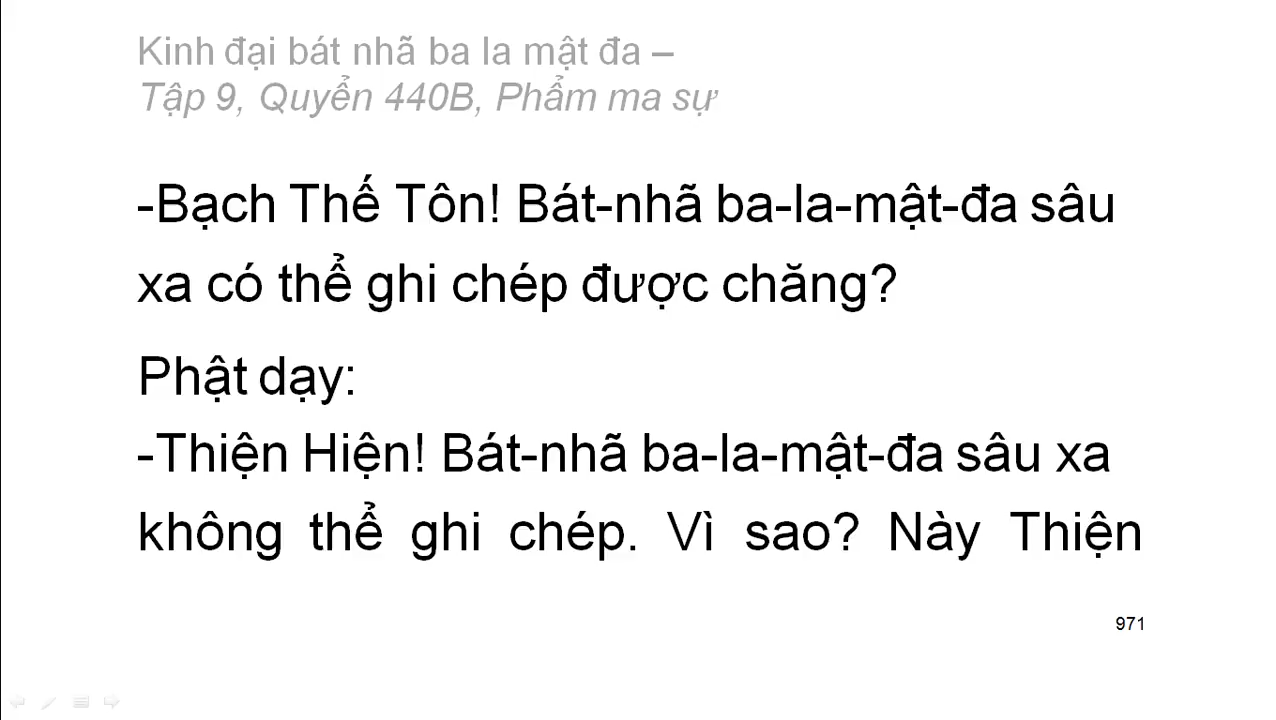 Kinh đại bát nhã ba la mật đa –
Tập 9, Quyển 440B, Phẩm ma sự
-Bạch Thế Tôn! Bát-nhã ba-la-mật-đa sâu
xa có thể ghi chép được chăng?
Phật dạy:
-Thiện Hiện! Bát-nhã ba-la-mật-đa sâu xa
không thể ghi chép. Vì sao? Này Thiện
971